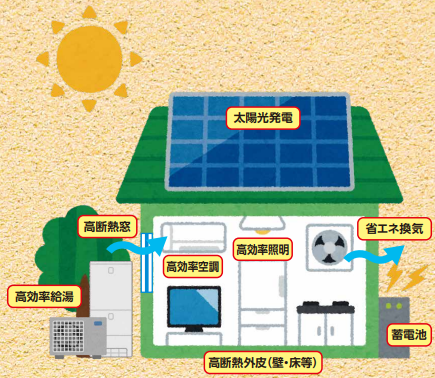 太陽光発電
高断熱窓
省エネ換気
高効率照明
高効率空調
高効率給湯
蓄電池
高断熱外皮(壁・床等)